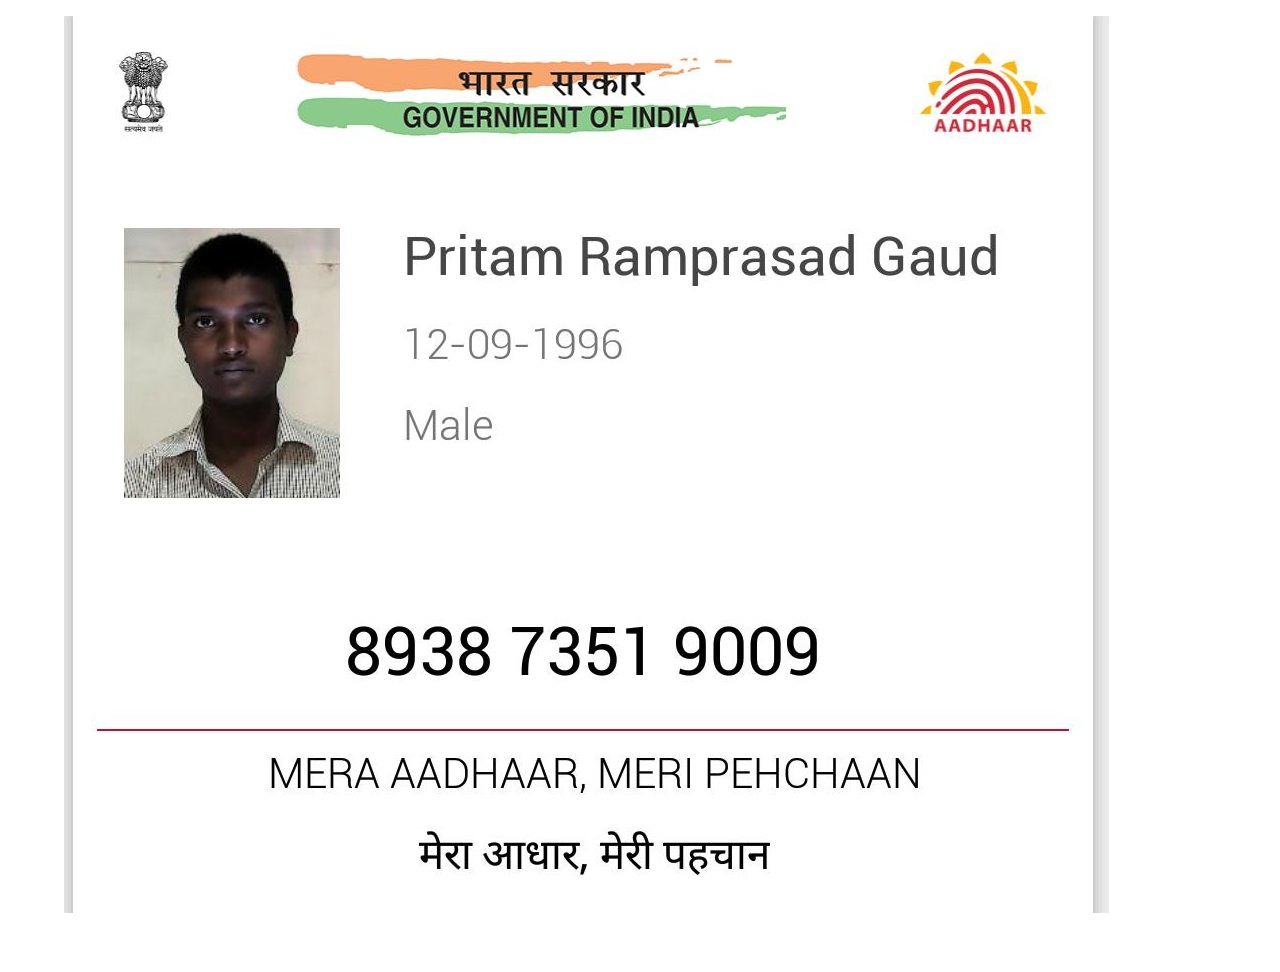 भारत सरकार
GOVERNMENT OF INDIA
सत्यमेव जयते
AADHAAR
Pritam Ramprasad Gaud
12-09-1996
Male
8938 7351 9009
MERA AADHAAR, MERI PEHCHAAN
मेरा आधार, मेरी पहचान